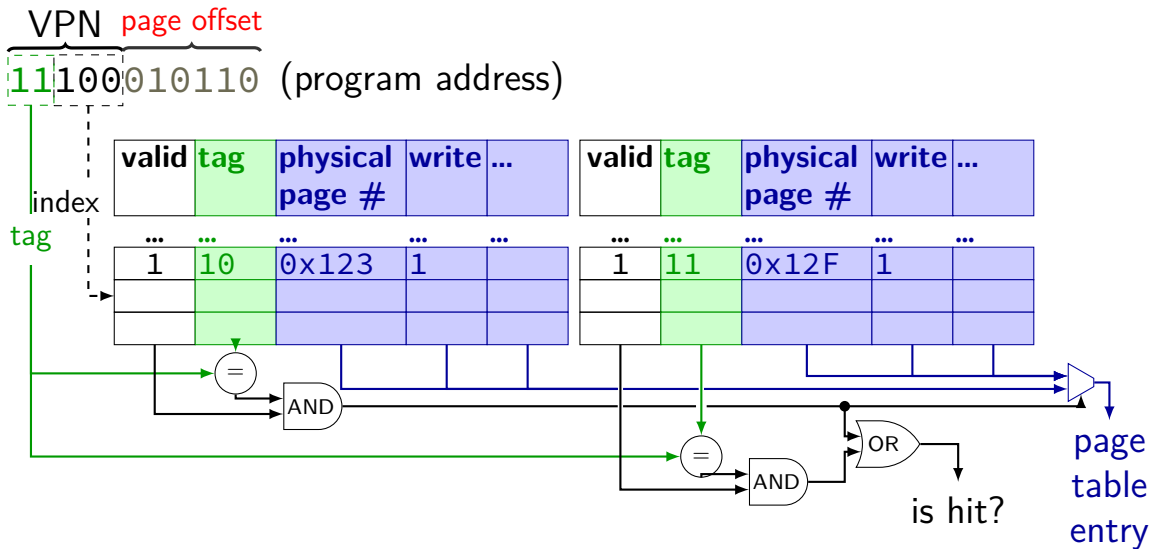 VPN page offset
11100010110 (program address)
valid tag physical page # write ... valid tag physical page # write ...
index
tag
... ... ... ... ... ... ... ... ... ...
1 10 0x123 1 1 11 0x12F 1
=
AND
=
AND
OR
is hit?
page
table
entry